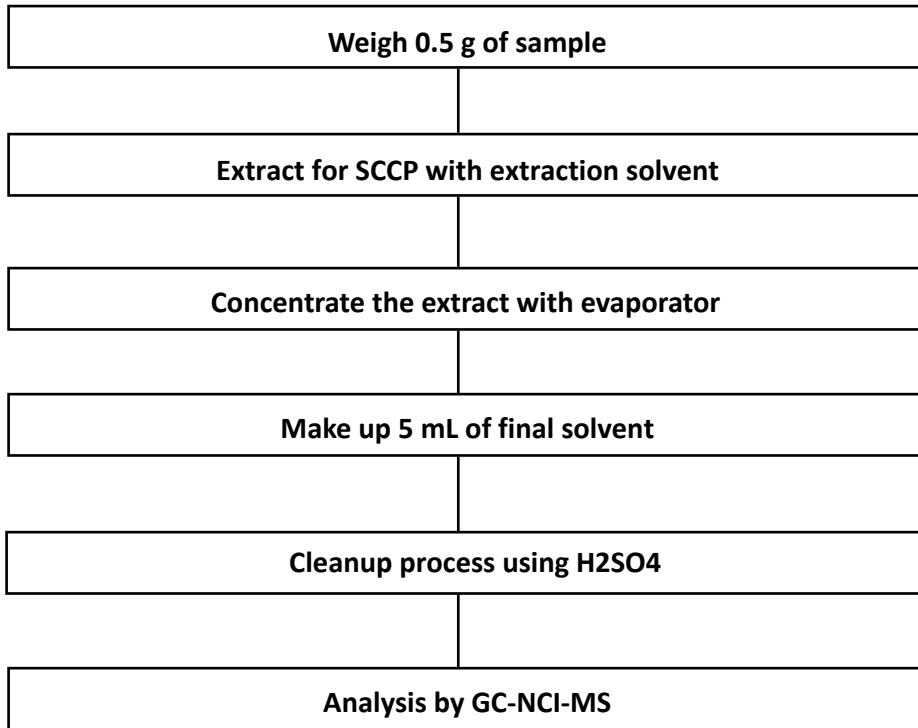 Weigh 0.5 g of sample
Extract for SCCP with extraction solvent
Concentrate the extract with evaporator
Make up 5 mL of final solvent
Cleanup process using H2SO4
Analysis by GC-NCI-MS